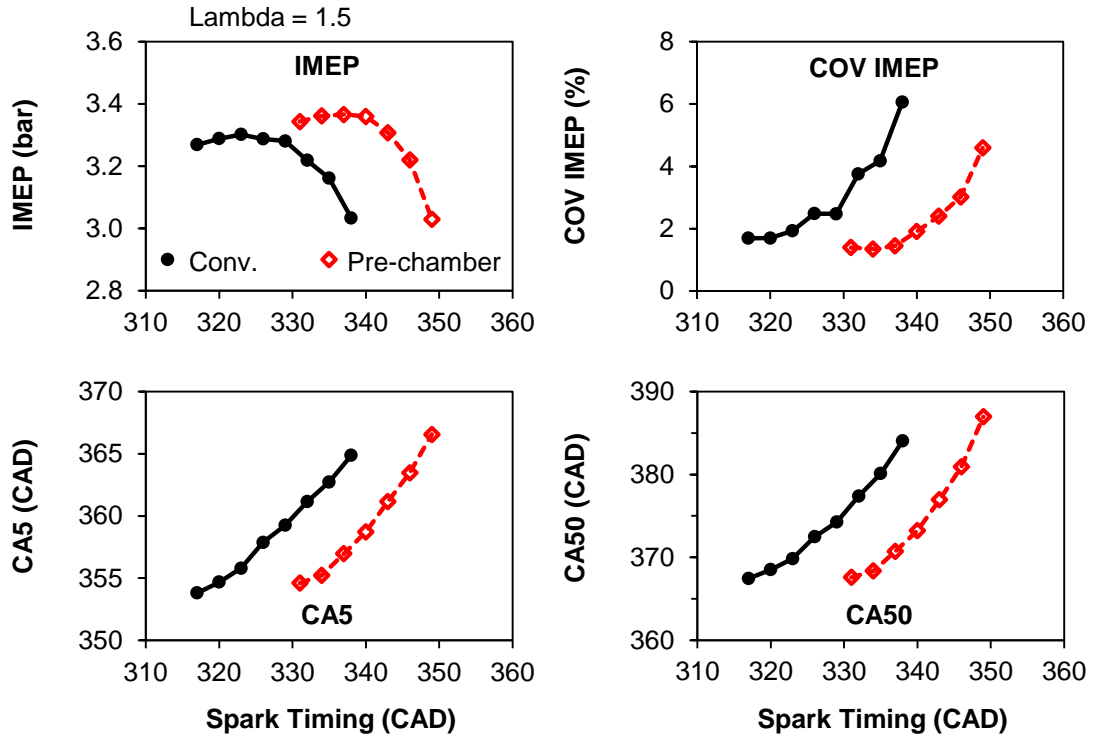 Lambda = 1.5
IMEP
IMEP (bar)
3.6
3.4
3.2
3.0
2.8
Conv.
Pre-chamber
310 320 330 340 350 360
COV IMEP
COV IMEP (%)
8
6
4
2
0
310 320 330 340 350 360
CA5 (CAD)
370
365
360
355
350
CA5
310 320 330 340 350 360
Spark Timing (CAD)
CA50 (CAD)
390
380
370
360
CA50
310 320 330 340 350 360
Spark Timing (CAD)